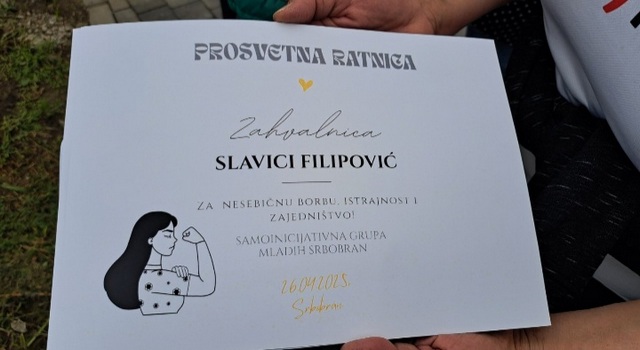 PROSVETNA RATNICA
Zahvalnica
SLAVICI FILIPOVIĆ
ZA NESEBIČNU BORBU, ISTRAJNOST I
ZAJEDNIŠTVO!
SAMOINICIJATIVNA GRUPA
MLADIH SRBOBRAN
26.04.2025.
Srbobran